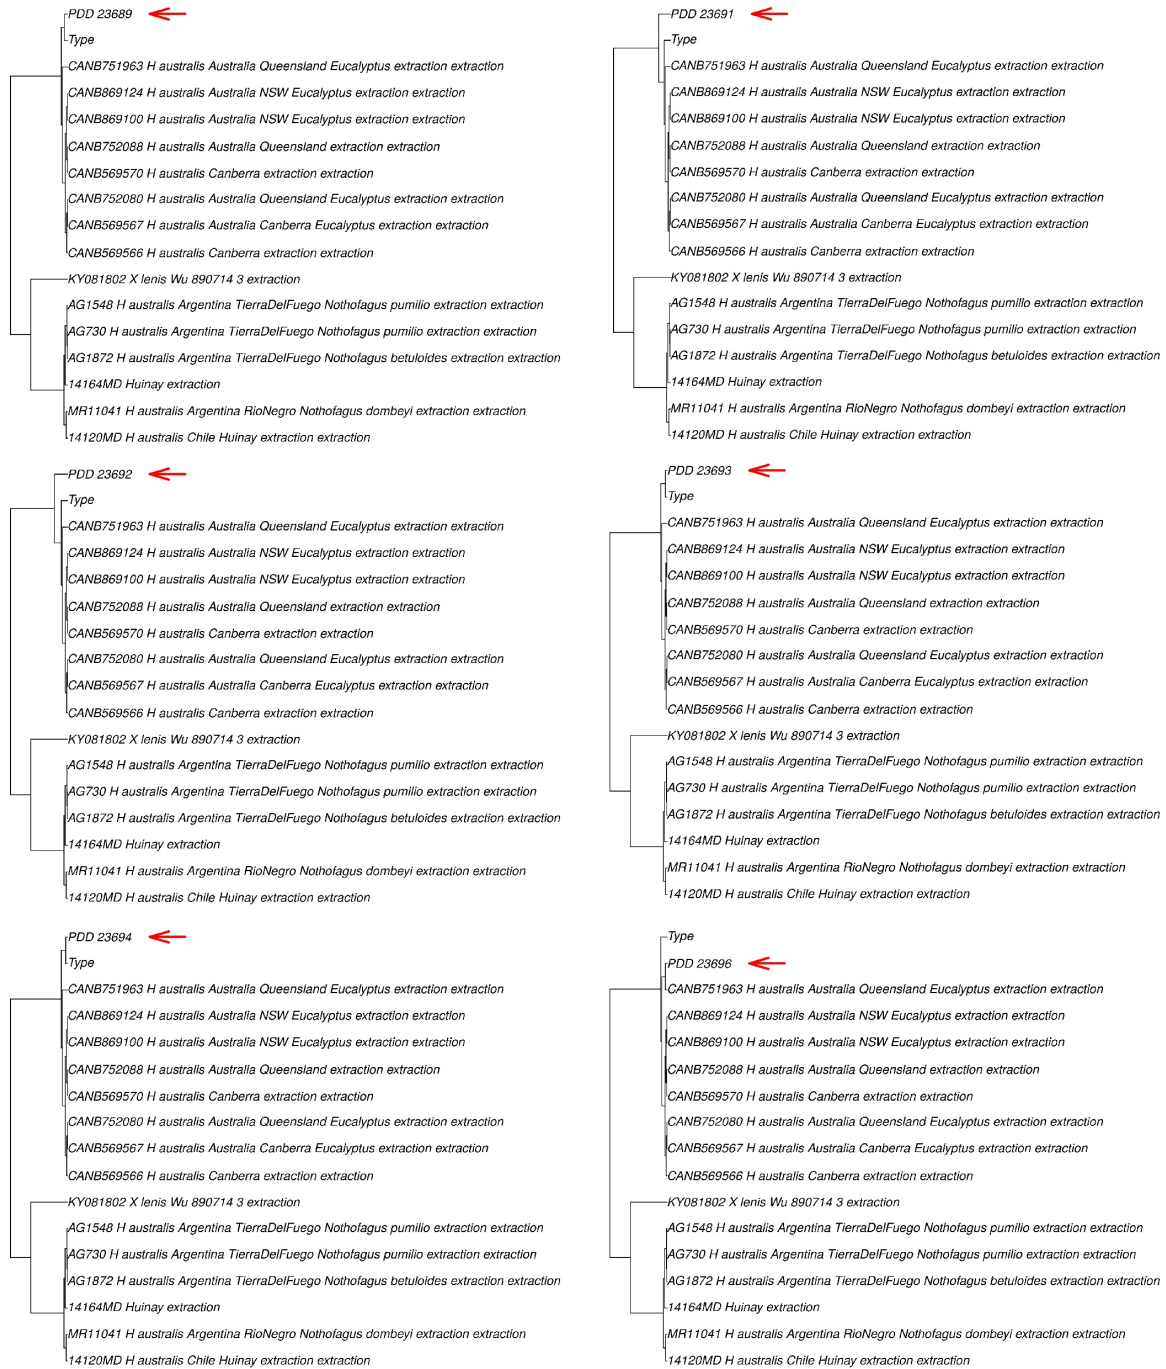 PDD 23689
Type
CANB751963 H australis Australia Queensland Eucalyptus extraction extraction
CANB869124 H australis Australia NSW Eucalyptus extraction extraction
CANB869100 H australis Australia NSW Eucalyptus extraction extraction
CANB752088 H australis Australia Queensland extraction extraction
CANB569570 H australis Canberra extraction extraction
CANB752080 H australis Australia Queensland Eucalyptus extraction extraction
CANB569567 H australis Australia Canberra Eucalyptus extraction extraction
CANB569566 H australis Canberra extraction extraction
KY081802 X lenis Wu 890714 3 extraction
AG1548 H australis Argentina TierraDelFuego Nothofagus pumilio extraction extraction
AG730 H australis Argentina TierraDelFuego Nothofagus pumilio extraction extraction
AG1872 H australis Argentina TierraDelFuego Nothofagus betuloides extraction extraction
14164MD Huinay extraction
MR11041 H australis Argentina RioNegro Nothofagus dombeyi extraction extraction
14120MD H australis Chile Huinay extraction extraction
PDD 23691
Type
CANB751963 H australis Australia Queensland Eucalyptus extraction extraction
CANB869124 H australis Australia NSW Eucalyptus extraction extraction
CANB869100 H australis Australia NSW Eucalyptus extraction extraction
CANB752088 H australis Australia Queensland extraction extraction
CANB569570 H australis Canberra extraction extraction
CANB752080 H australis Australia Queensland Eucalyptus extraction extraction
CANB569567 H australis Australia Canberra Eucalyptus extraction extraction
CANB569566 H australis Canberra extraction extraction
KY081802 X lenis Wu 890714 3 extraction
AG1548 H australis Argentina TierraDelFuego Nothofagus pumilio extraction extraction
AG730 H australis Argentina TierraDelFuego Nothofagus pumilio extraction extraction
AG1872 H australis Argentina TierraDelFuego Nothofagus betuloides extraction extraction
14164MD Huinay extraction
MR11041 H australis Argentina RioNegro Nothofagus dombeyi extraction extraction
14120MD H australis Chile Huinay extraction extraction
PDD 23692
Type
CANB751963 H australis Australia Queensland Eucalyptus extraction extraction
CANB869124 H australis Australia NSW Eucalyptus extraction extraction
CANB869100 H australis Australia NSW Eucalyptus extraction extraction
CANB752088 H australis Australia Queensland extraction extraction
CANB569570 H australis Canberra extraction extraction
CANB752080 H australis Australia Queensland Eucalyptus extraction extraction
CANB569567 H australis Australia Canberra Eucalyptus extraction extraction
CANB569566 H australis Canberra extraction extraction
KY081802 X lenis Wu 890714 3 extraction
AG1548 H australis Argentina TierraDelFuego Nothofagus pumilio extraction extraction
AG730 H australis Argentina TierraDelFuego Nothofagus pumilio extraction extraction
AG1872 H australis Argentina TierraDelFuego Nothofagus betuloides extraction extraction
14164MD Huinay extraction
MR11041 H australis Argentina RioNegro Nothofagus dombeyi extraction extraction
14120MD H australis Chile Huinay extraction extraction
PDD 23693
Type
CANB751963 H australis Australia Queensland Eucalyptus extraction extraction
CANB869124 H australis Australia NSW Eucalyptus extraction extraction
CANB869100 H australis Australia NSW Eucalyptus extraction extraction
CANB752088 H australis Australia Queensland extraction extraction
CANB569570 H australis Canberra extraction extraction
CANB752080 H australis Australia Queensland Eucalyptus extraction extraction
CANB569567 H australis Australia Canberra Eucalyptus extraction extraction
CANB569566 H australis Canberra extraction extraction
KY081802 X lenis Wu 890714 3 extraction
AG1548 H australis Argentina TierraDelFuego Nothofagus pumilio extraction extraction
AG730 H australis Argentina TierraDelFuego Nothofagus pumilio extraction extraction
AG1872 H australis Argentina TierraDelFuego Nothofagus betuloides extraction extraction
14164MD Huinay extraction
MR11041 H australis Argentina RioNegro Nothofagus dombeyi extraction extraction
14120MD H australis Chile Huinay extraction extraction
PDD 23694
Type
CANB751963 H australis Australia Queensland Eucalyptus extraction extraction
CANB869124 H australis Australia NSW Eucalyptus extraction extraction
CANB869100 H australis Australia NSW Eucalyptus extraction extraction
CANB752088 H australis Australia Queensland extraction extraction
CANB569570 H australis Canberra extraction extraction
CANB752080 H australis Australia Queensland Eucalyptus extraction extraction
CANB569567 H australis Australia Canberra Eucalyptus extraction extraction
CANB569566 H australis Canberra extraction extraction
KY081802 X lenis Wu 890714 3 extraction
AG1548 H australis Argentina TierraDelFuego Nothofagus pumilio extraction extraction
AG730 H australis Argentina TierraDelFuego Nothofagus pumilio extraction extraction
AG1872 H australis Argentina TierraDelFuego Nothofagus betuloides extraction extraction
14164MD Huinay extraction
MR11041 H australis Argentina RioNegro Nothofagus dombeyi extraction extraction
14120MD H australis Chile Huinay extraction extraction
Type
PDD 23696
CANB751963 H australis Australia Queensland Eucalyptus extraction extraction
CANB869124 H australis Australia NSW Eucalyptus extraction extraction
CANB869100 H australis Australia NSW Eucalyptus extraction extraction
CANB752088 H australis Australia Queensland extraction extraction
CANB569570 H australis Canberra extraction extraction
CANB752080 H australis Australia Queensland Eucalyptus extraction extraction
CANB569567 H australis Australia Canberra Eucalyptus extraction extraction
CANB569566 H australis Canberra extraction extraction
KY081802 X lenis Wu 890714 3 extraction
AG1548 H australis Argentina TierraDelFuego Nothofagus pumilio extraction extraction
AG730 H australis Argentina TierraDelFuego Nothofagus pumilio extraction extraction
AG1872 H australis Argentina TierraDelFuego Nothofagus betuloides extraction extraction
14164MD Huinay extraction
MR11041 H australis Argentina RioNegro Nothofagus dombeyi extraction extraction
14120MD H australis Chile Huinay extraction extraction